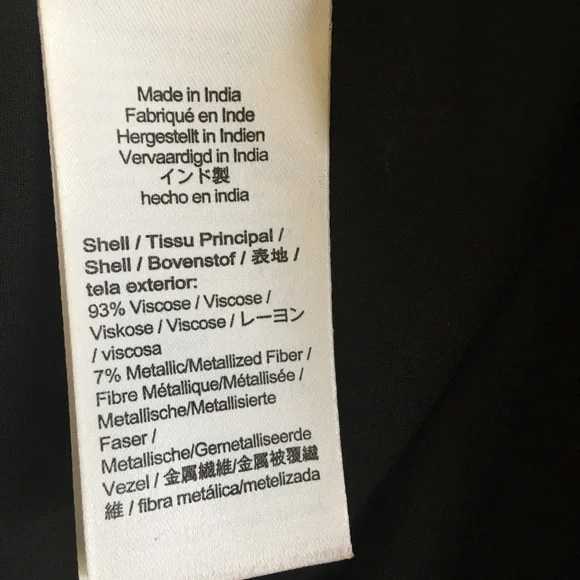 Made in India
Fabriqué en Inde
Hergestellt in Indien
Vervaardigd in India
インド製
hecho en india
Shell / Tissu Principal /
Shell / Bovenstof / 表地 /
tela exterior:
93% Viscose / Viscose /
Viskose / Viscose / レーヨン
/ viscosa
7% Metallic/Metallized Fiber /
Fibre Métallique/Métallisée /
Metallische/Metallisierte
Faser /
Metallische/Gemetalliseerde
Vezel / 金属繊維/金属被覆繊
維 / fibra metálica/metelizada